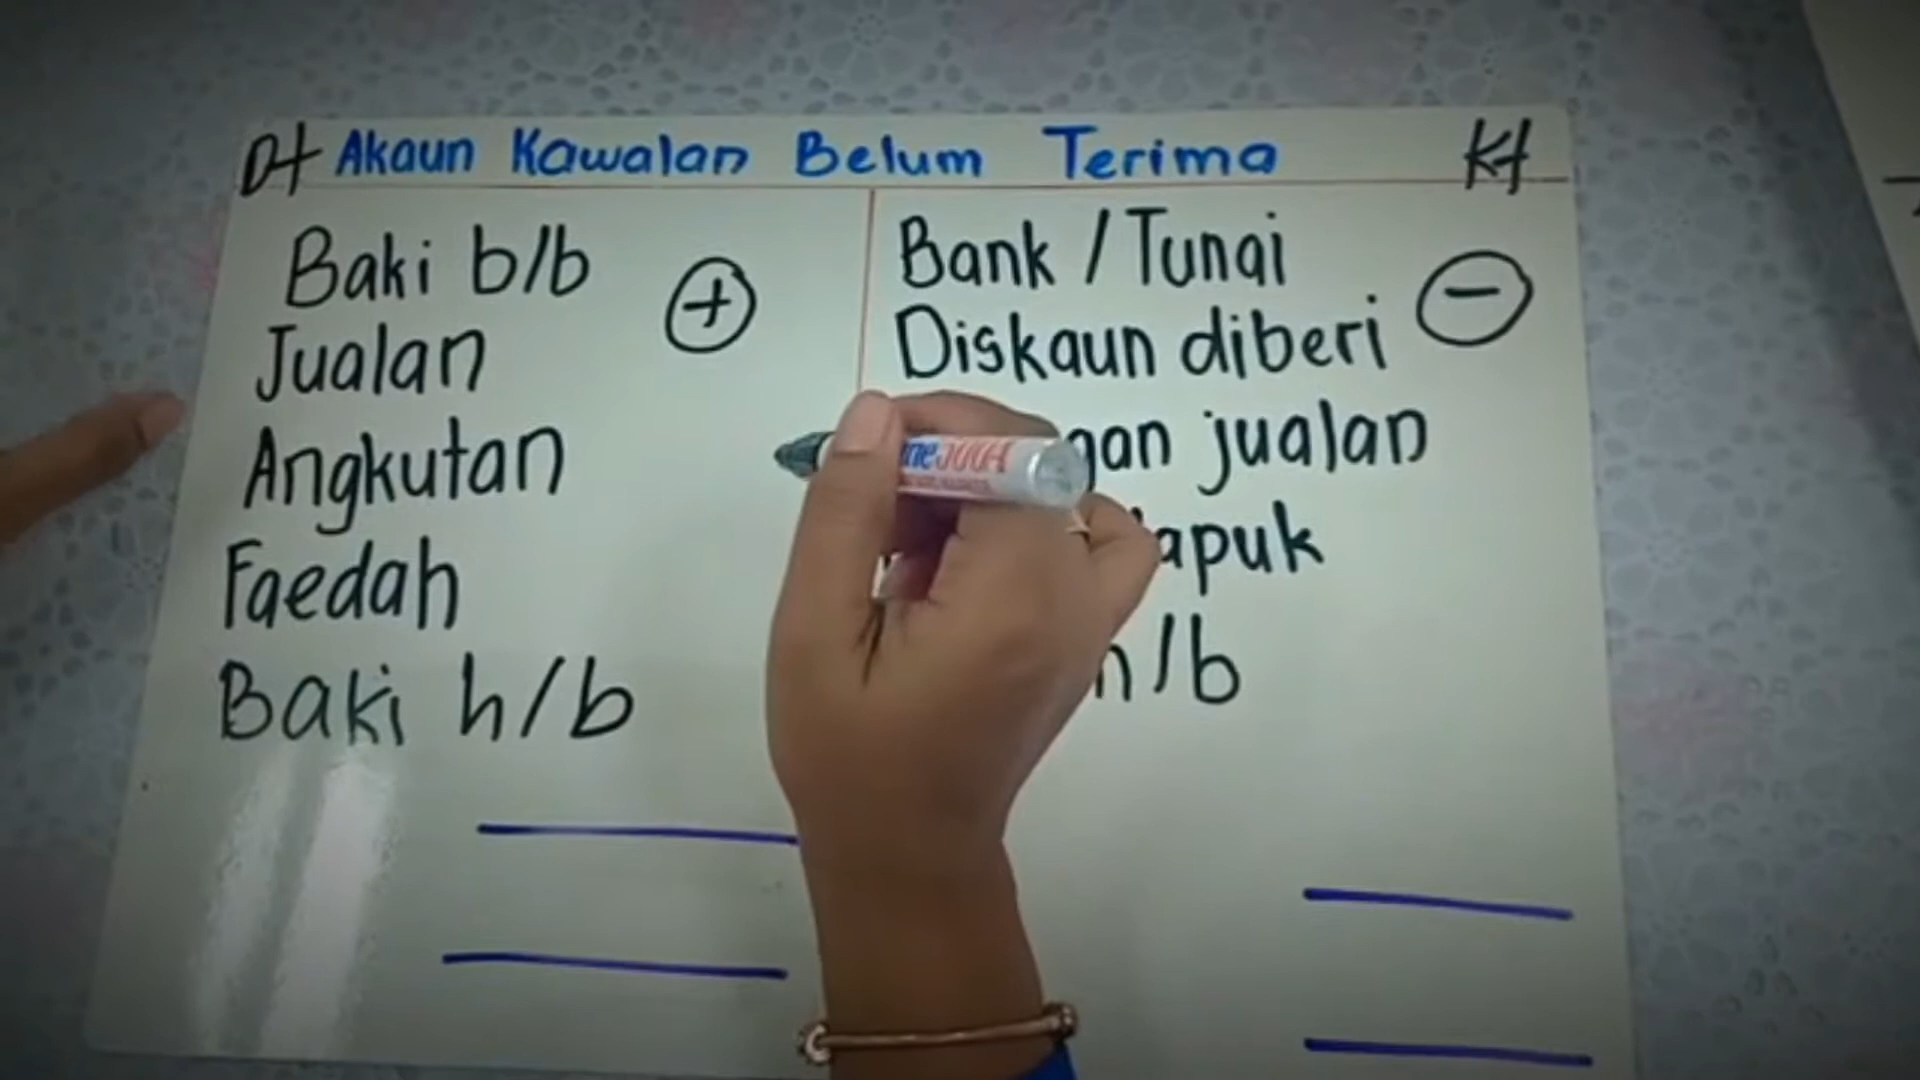 Dt Akaun Kawalan Belum Terima Kt
Baki b/b +
Jualan
Angkutan
Faedah
Baki h/b
Bank / Tunai -
Diskaun diberi
jualan
h/b